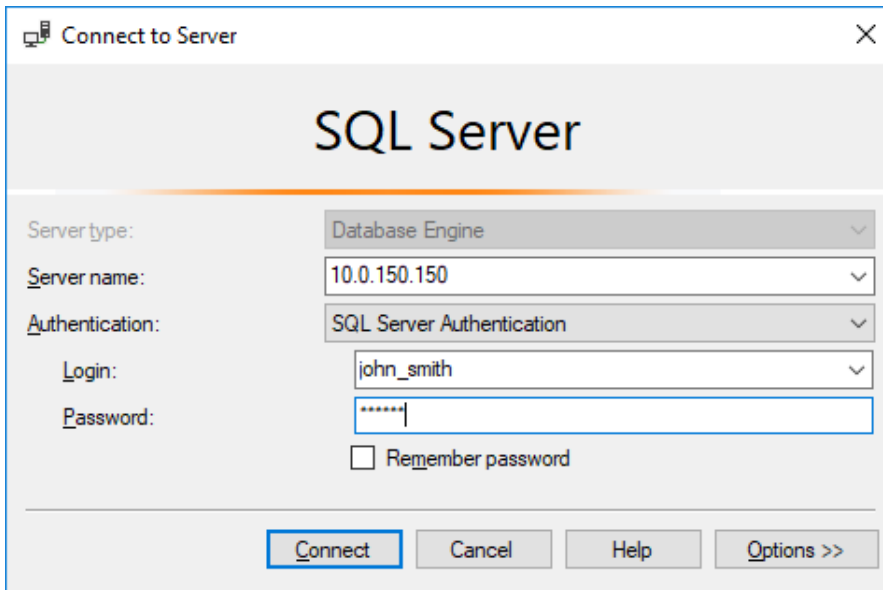 Connect to Server
SQL Server
Server type: Database Engine
Server name: 10.0.150.150
Authentication: SQL Server Authentication
Login: john_smith
Password: ******
Remember password
Connect Cancel Help Options >>